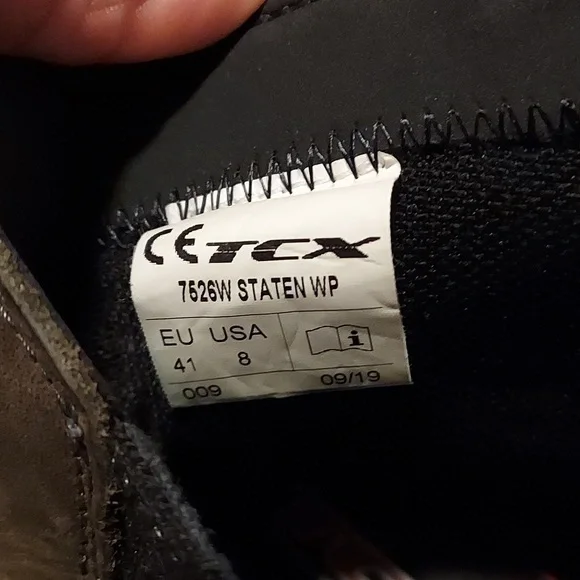 CE TCX
7526W STATEN WP
EU USA
41 8
i
009 09/19